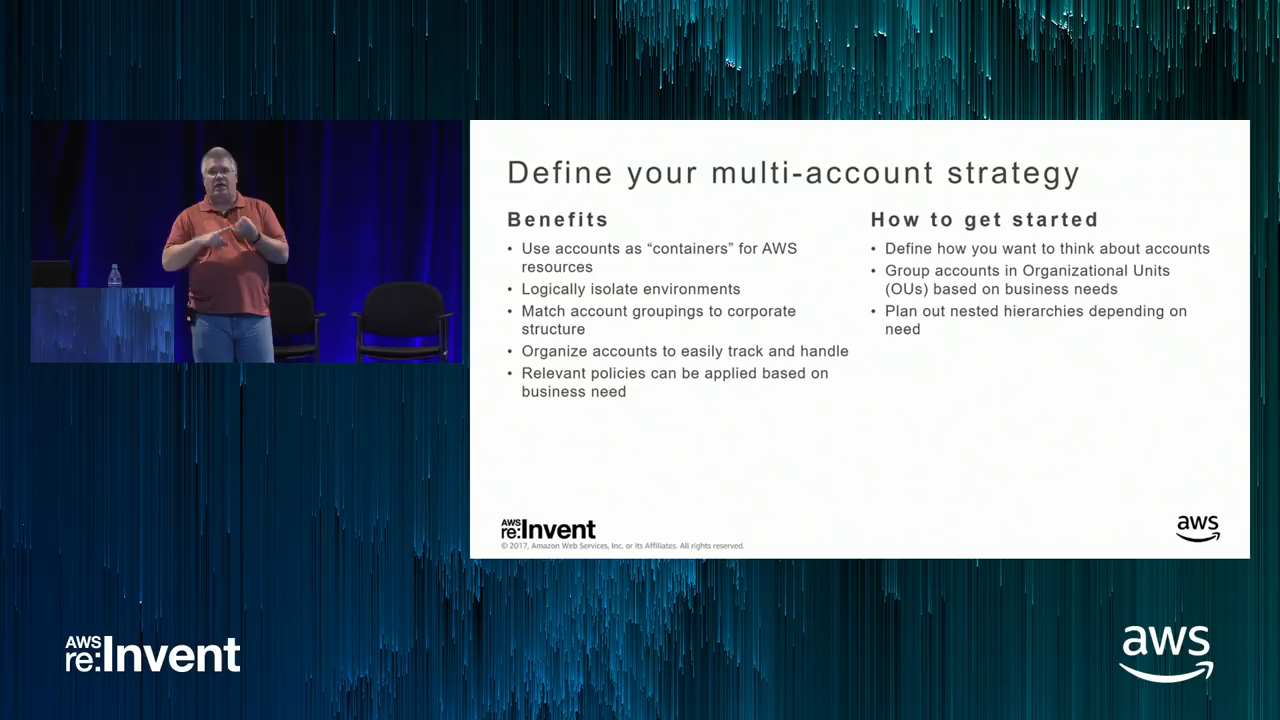 Define your multi-account strategy
Benefits
• Use accounts as “containers” for AWS
resources
• Logically isolate environments
• Match account groupings to corporate
structure
• Organize accounts to easily track and handle
• Relevant policies can be applied based on
business need
How to get started
• Define how you want to think about accounts
• Group accounts in Organizational Units
(OUs) based on business needs
• Plan out nested hierarchies depending on
need
AWS
re:Invent
© 2017, Amazon Web Services, Inc. or its Affiliates. All rights reserved.
aws
AWS
re:Invent
aws